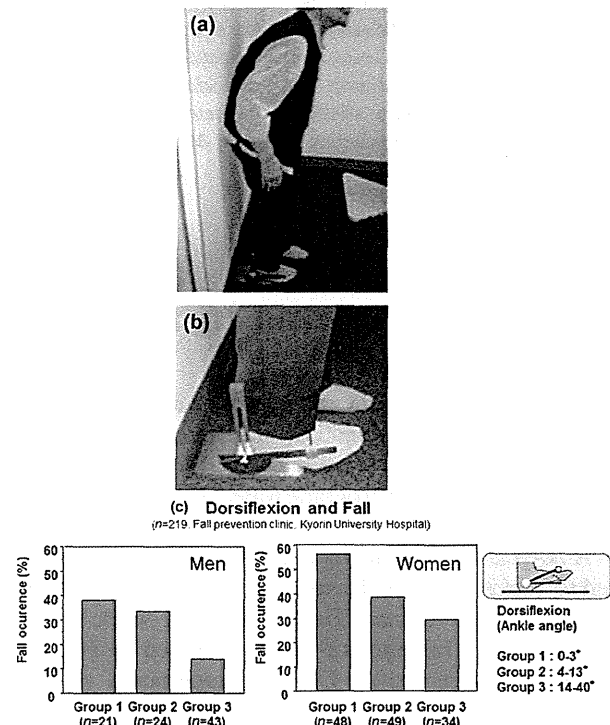 (a)
(b)
(c) Dorsiflexion and Fall
(n=219, Fall prevention clinic, Kyorin University Hospital)
Men
Fall occurence (%)
60
50
40
30
20
10
0
Group 1 Group 2 Group 3
(n=21) (n=24) (n=43)
Women
Fall occurence (%)
60
50
40
30
20
10
0
Group 1 Group 2 Group 3
(n=48) (n=49) (n=34)
Dorsiflexion
(Ankle angle)
Group 1 : 0-3°
Group 2 : 4-13°
Group 3 : 14-40°